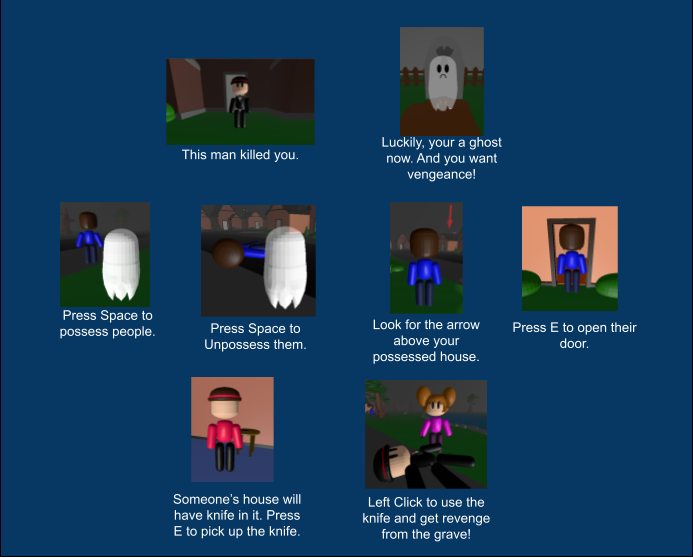 This man killed you.
Luckily, your a ghost
now. And you want
vengeance!
Press Space to
possess people.
Press Space to
Unpossess them.
Look for the arrow
above your
possessed house.
Press E to open their
door.
Someone's house will
have knife in it. Press
E to pick up the knife.
Left Click to use the
knife and get revenge
from the grave!